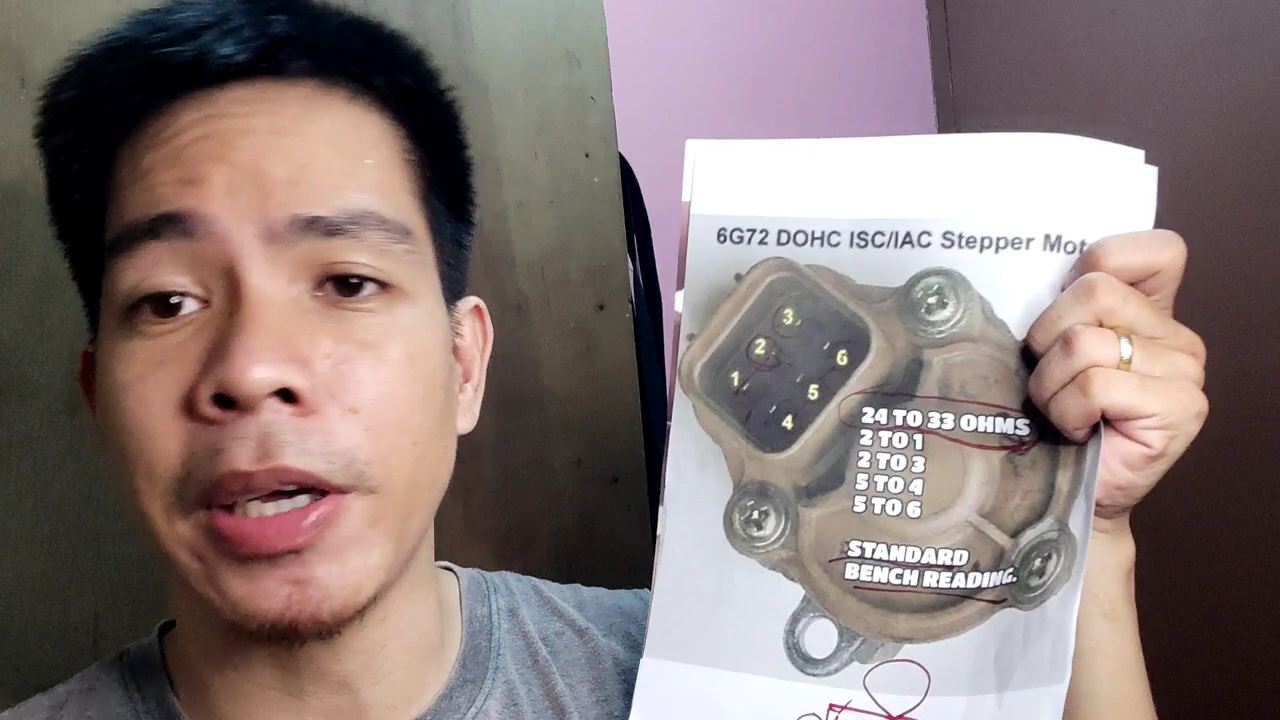 6G72 DOHC ISC/IAC Stepper Mot
3
2
6
1
5
4
24 TO 33 OHMS
2 TO 1
2 TO 3
5 TO 4
5 TO 6
STANDARD
BENCH READING.